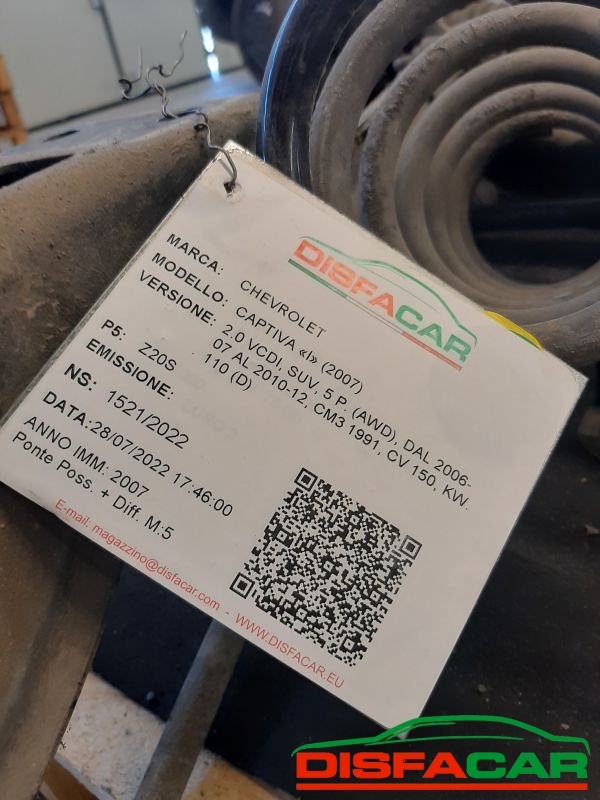 DISFACAR
MARCA: CHEVROLET
MODELLO: CAPTIVA «I» (2007)
VERSIONE: 2.0 VCDI, SUV, 5 P. (AWD), DAL 2006-
07 AL 2010-12, CM3 1991, CV 150, KW.
110 (D)
P5: Z20S
EMISSIONE:
NS: 1521/2022
DATA:28/07/2022 17:46:00
ANNO IMM: 2007
Ponte Poss. + Diff. M:5
E-mail: magazzino@disfacar.com - WWW.DISFACAR.EU
DISFACAR